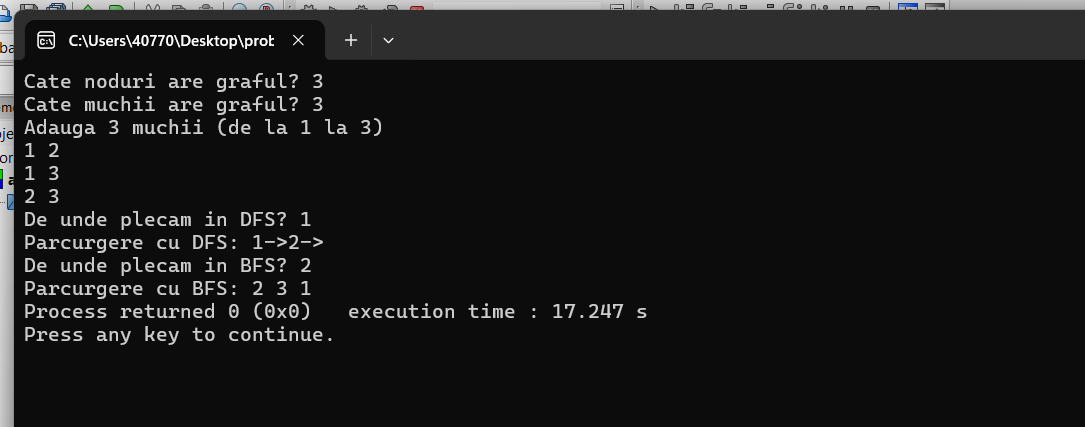 C:\Users\40770\Desktop\prob
Cate noduri are graful? 3
Cate muchii are graful? 3
Adauga 3 muchii (de la 1 la 3)
1 2
1 3
2 3
De unde plecam in DFS? 1
Parcurgere cu DFS: 1->2->
De unde plecam in BFS? 2
Parcurgere cu BFS: 2 3 1
Process returned 0 (0x0)   execution time : 17.247 s
Press any key to continue.